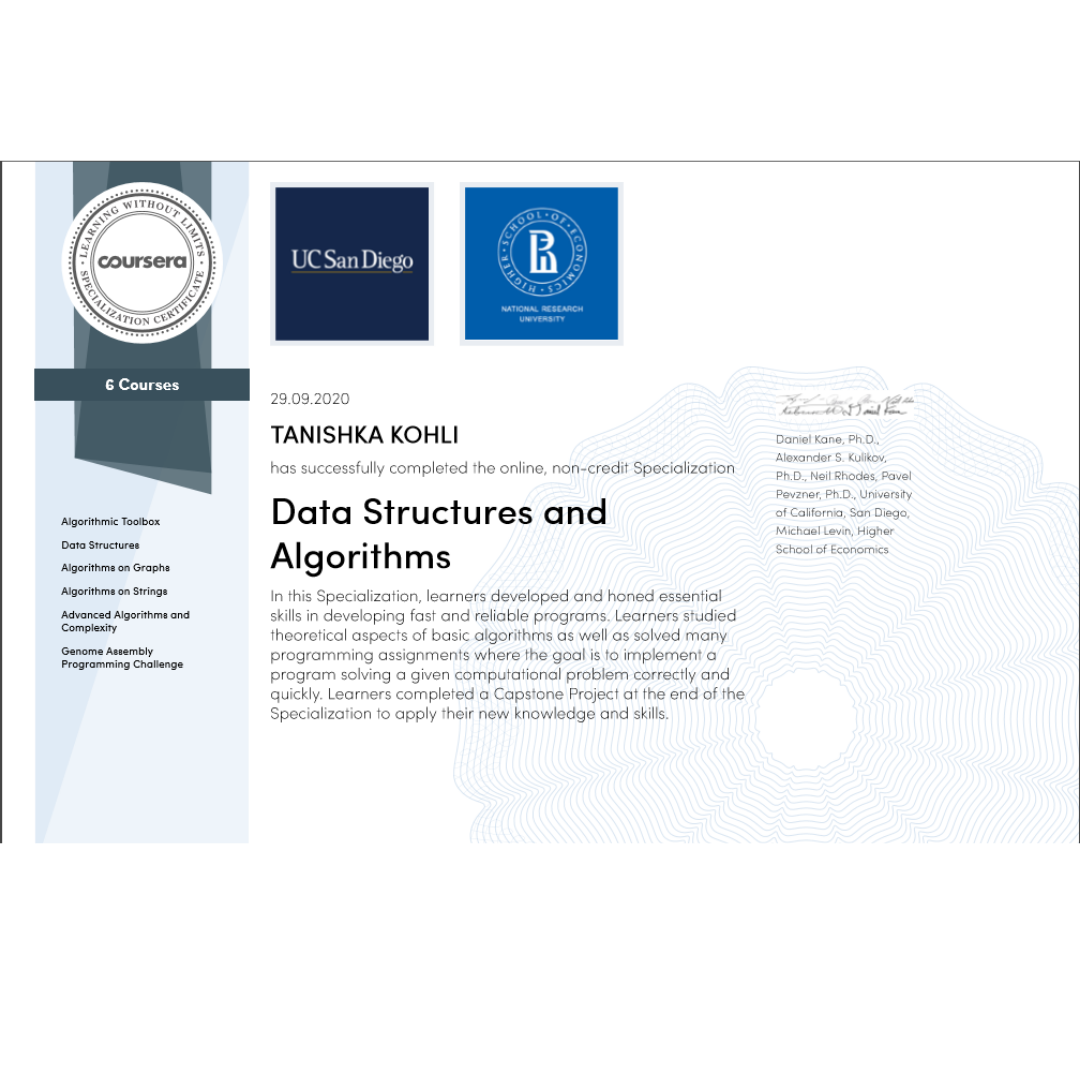 LEARNING WITHOUT LIMITS
coursera
SPECIALIZATION CERTIFICATE
6 Courses
Algorithmic Toolbox
Data Structures
Algorithms on Graphs
Algorithms on Strings
Advanced Algorithms and
Complexity
Genome Assembly
Programming Challenge
UC San Diego
HIGHER SCHOOL OF ECONOMICS
NATIONAL RESEARCH
UNIVERSITY
29.09.2020
TANISHKA KOHLI
has successfully completed the online, non-credit Specialization
Data Structures and
Algorithms
In this Specialization, learners developed and honed essential
skills in developing fast and reliable programs. Learners studied
theoretical aspects of basic algorithms as well as solved many
programming assignments where the goal is to implement a
program solving a given computational problem correctly and
quickly. Learners completed a Capstone Project at the end of the
Specialization to apply their new knowledge and skills.
Daniel Kane, Ph.D.,
Alexander S. Kulikov,
Ph.D., Neil Rhodes, Pavel
Pevzner, Ph.D., University
of California, San Diego,
Michael Levin, Higher
School of Economics